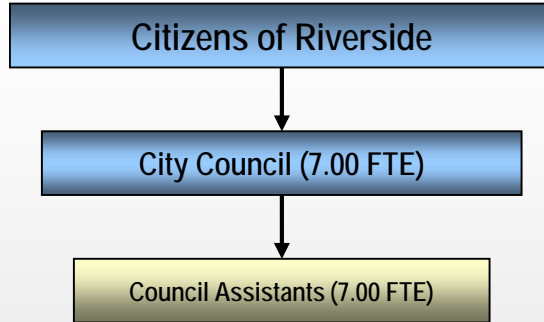 Citizens of Riverside
City Council (7.00 FTE)
Council Assistants (7.00 FTE)